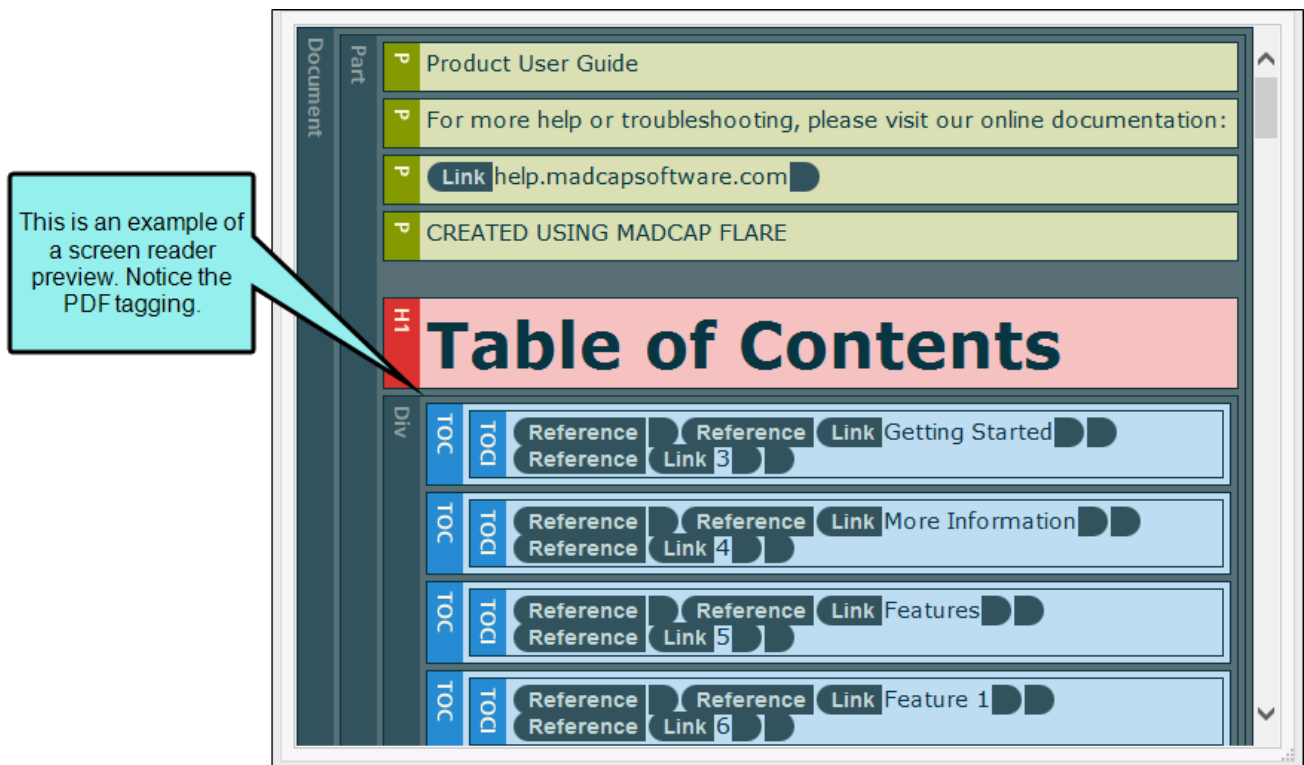 This is an example of
a screen reader
preview. Notice the
PDF tagging.
Document
Part
P Product User Guide
P For more help or troubleshooting, please visit our online documentation:
P Link help.madcapsoftware.com
P CREATED USING MADCAP FLARE
H1 Table of Contents
Div
TOC TOCI Reference Reference Link Getting Started
Reference Link 3
TOC TOCI Reference Reference Link More Information
Reference Link 4
TOC TOCI Reference Reference Link Features
Reference Link 5
TOC TOCI Reference Reference Link Feature 1
Reference Link 6